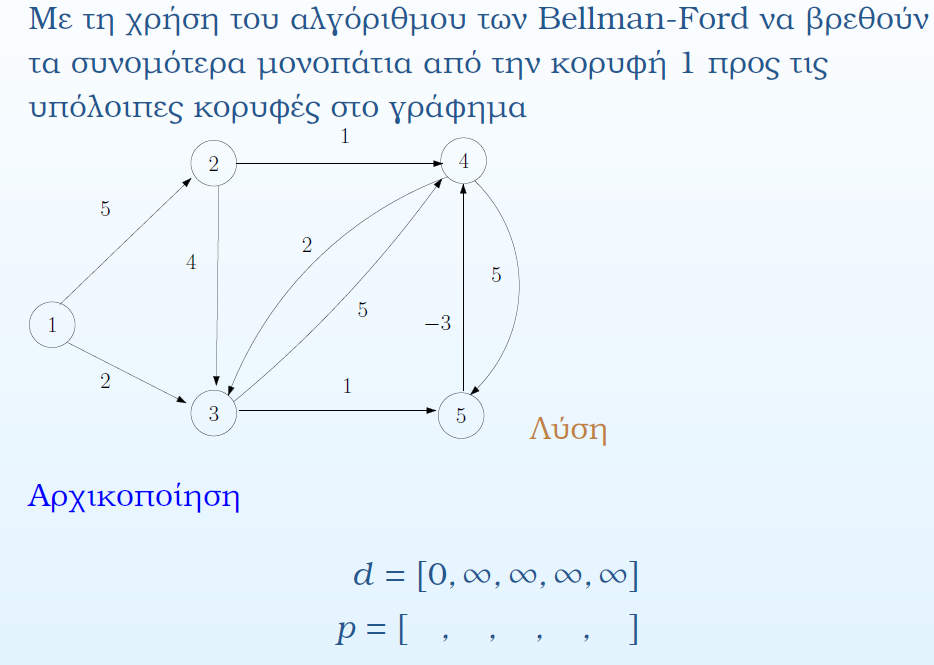 Με τη χρήση του αλγόριθμου των Bellman-Ford να βρεθούν
τα συνομότερα μονοπάτια από την κορυφή 1 προς τις
υπόλοιπες κορυφές στο γράφημα
1
2
4
5
4
2
5
5
−3
1
2
1
3
5
Λύση
Αρχικοποίηση
d = [0, ∞, ∞, ∞, ∞]
p = [ , , , , ]